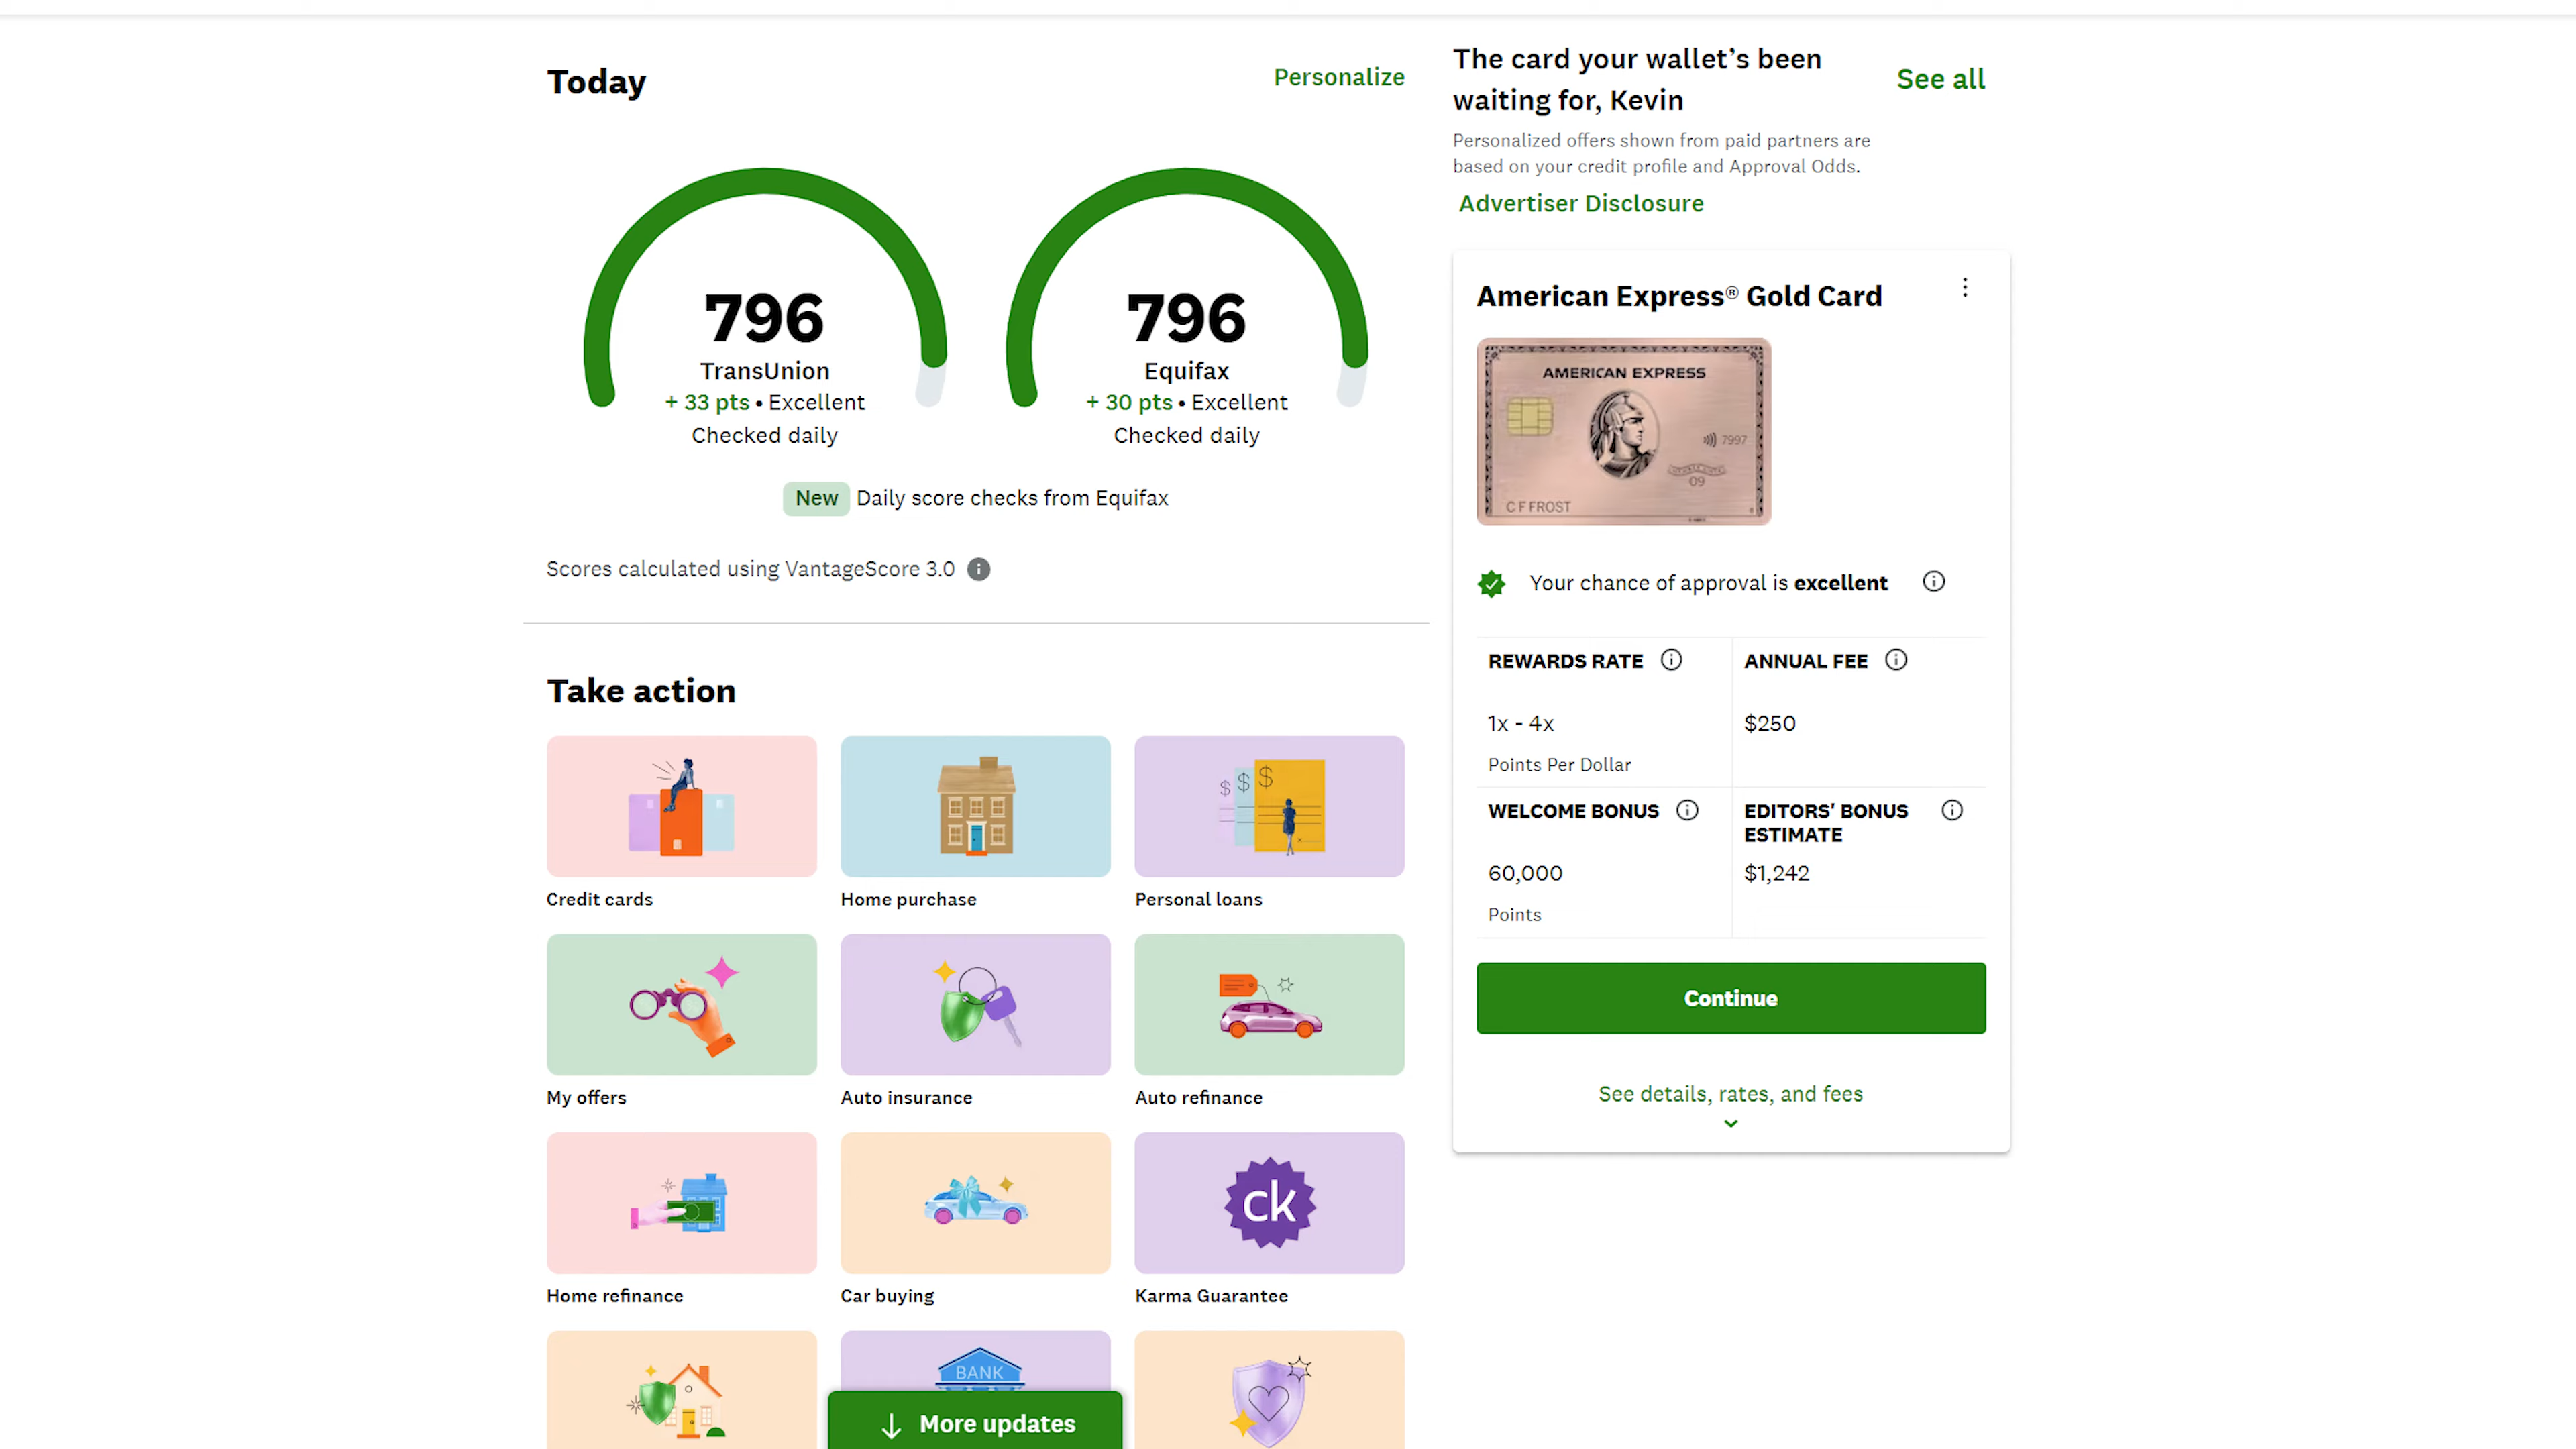 Today
Personalize
796
TransUnion
+ 33 pts • Excellent
Checked daily
796
Equifax
+ 30 pts • Excellent
Checked daily
New Daily score checks from Equifax
Scores calculated using VantageScore 3.0
Take action
Credit cards
Home purchase
$ $ $
Personal loans
My offers
Auto insurance
Auto refinance
Home refinance
Car buying
ck
Karma Guarantee
BANK
More updates
The card your wallet’s been
waiting for, Kevin
See all
Personalized offers shown from paid partners are
based on your credit profile and Approval Odds.
Advertiser Disclosure
American Express® Gold Card
AMERICAN EXPRESS
7997
09
C F FROST
Your chance of approval is excellent
REWARDS RATE
1x - 4x
Points Per Dollar
ANNUAL FEE
$250
WELCOME BONUS
60,000
Points
EDITORS’ BONUS
ESTIMATE
$1,242
Continue
See details, rates, and fees